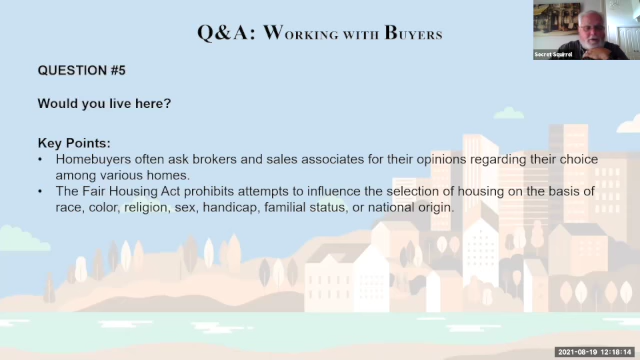 Q&A: Working with Buyers
Secret Squirrel
QUESTION #5
Would you live here?
Key Points:
• Homebuyers often ask brokers and sales associates for their opinions regarding their choice
among various homes.
• The Fair Housing Act prohibits attempts to influence the selection of housing on the basis of
race, color, religion, sex, handicap, familial status, or national origin.
2021-08-19 12:18:14